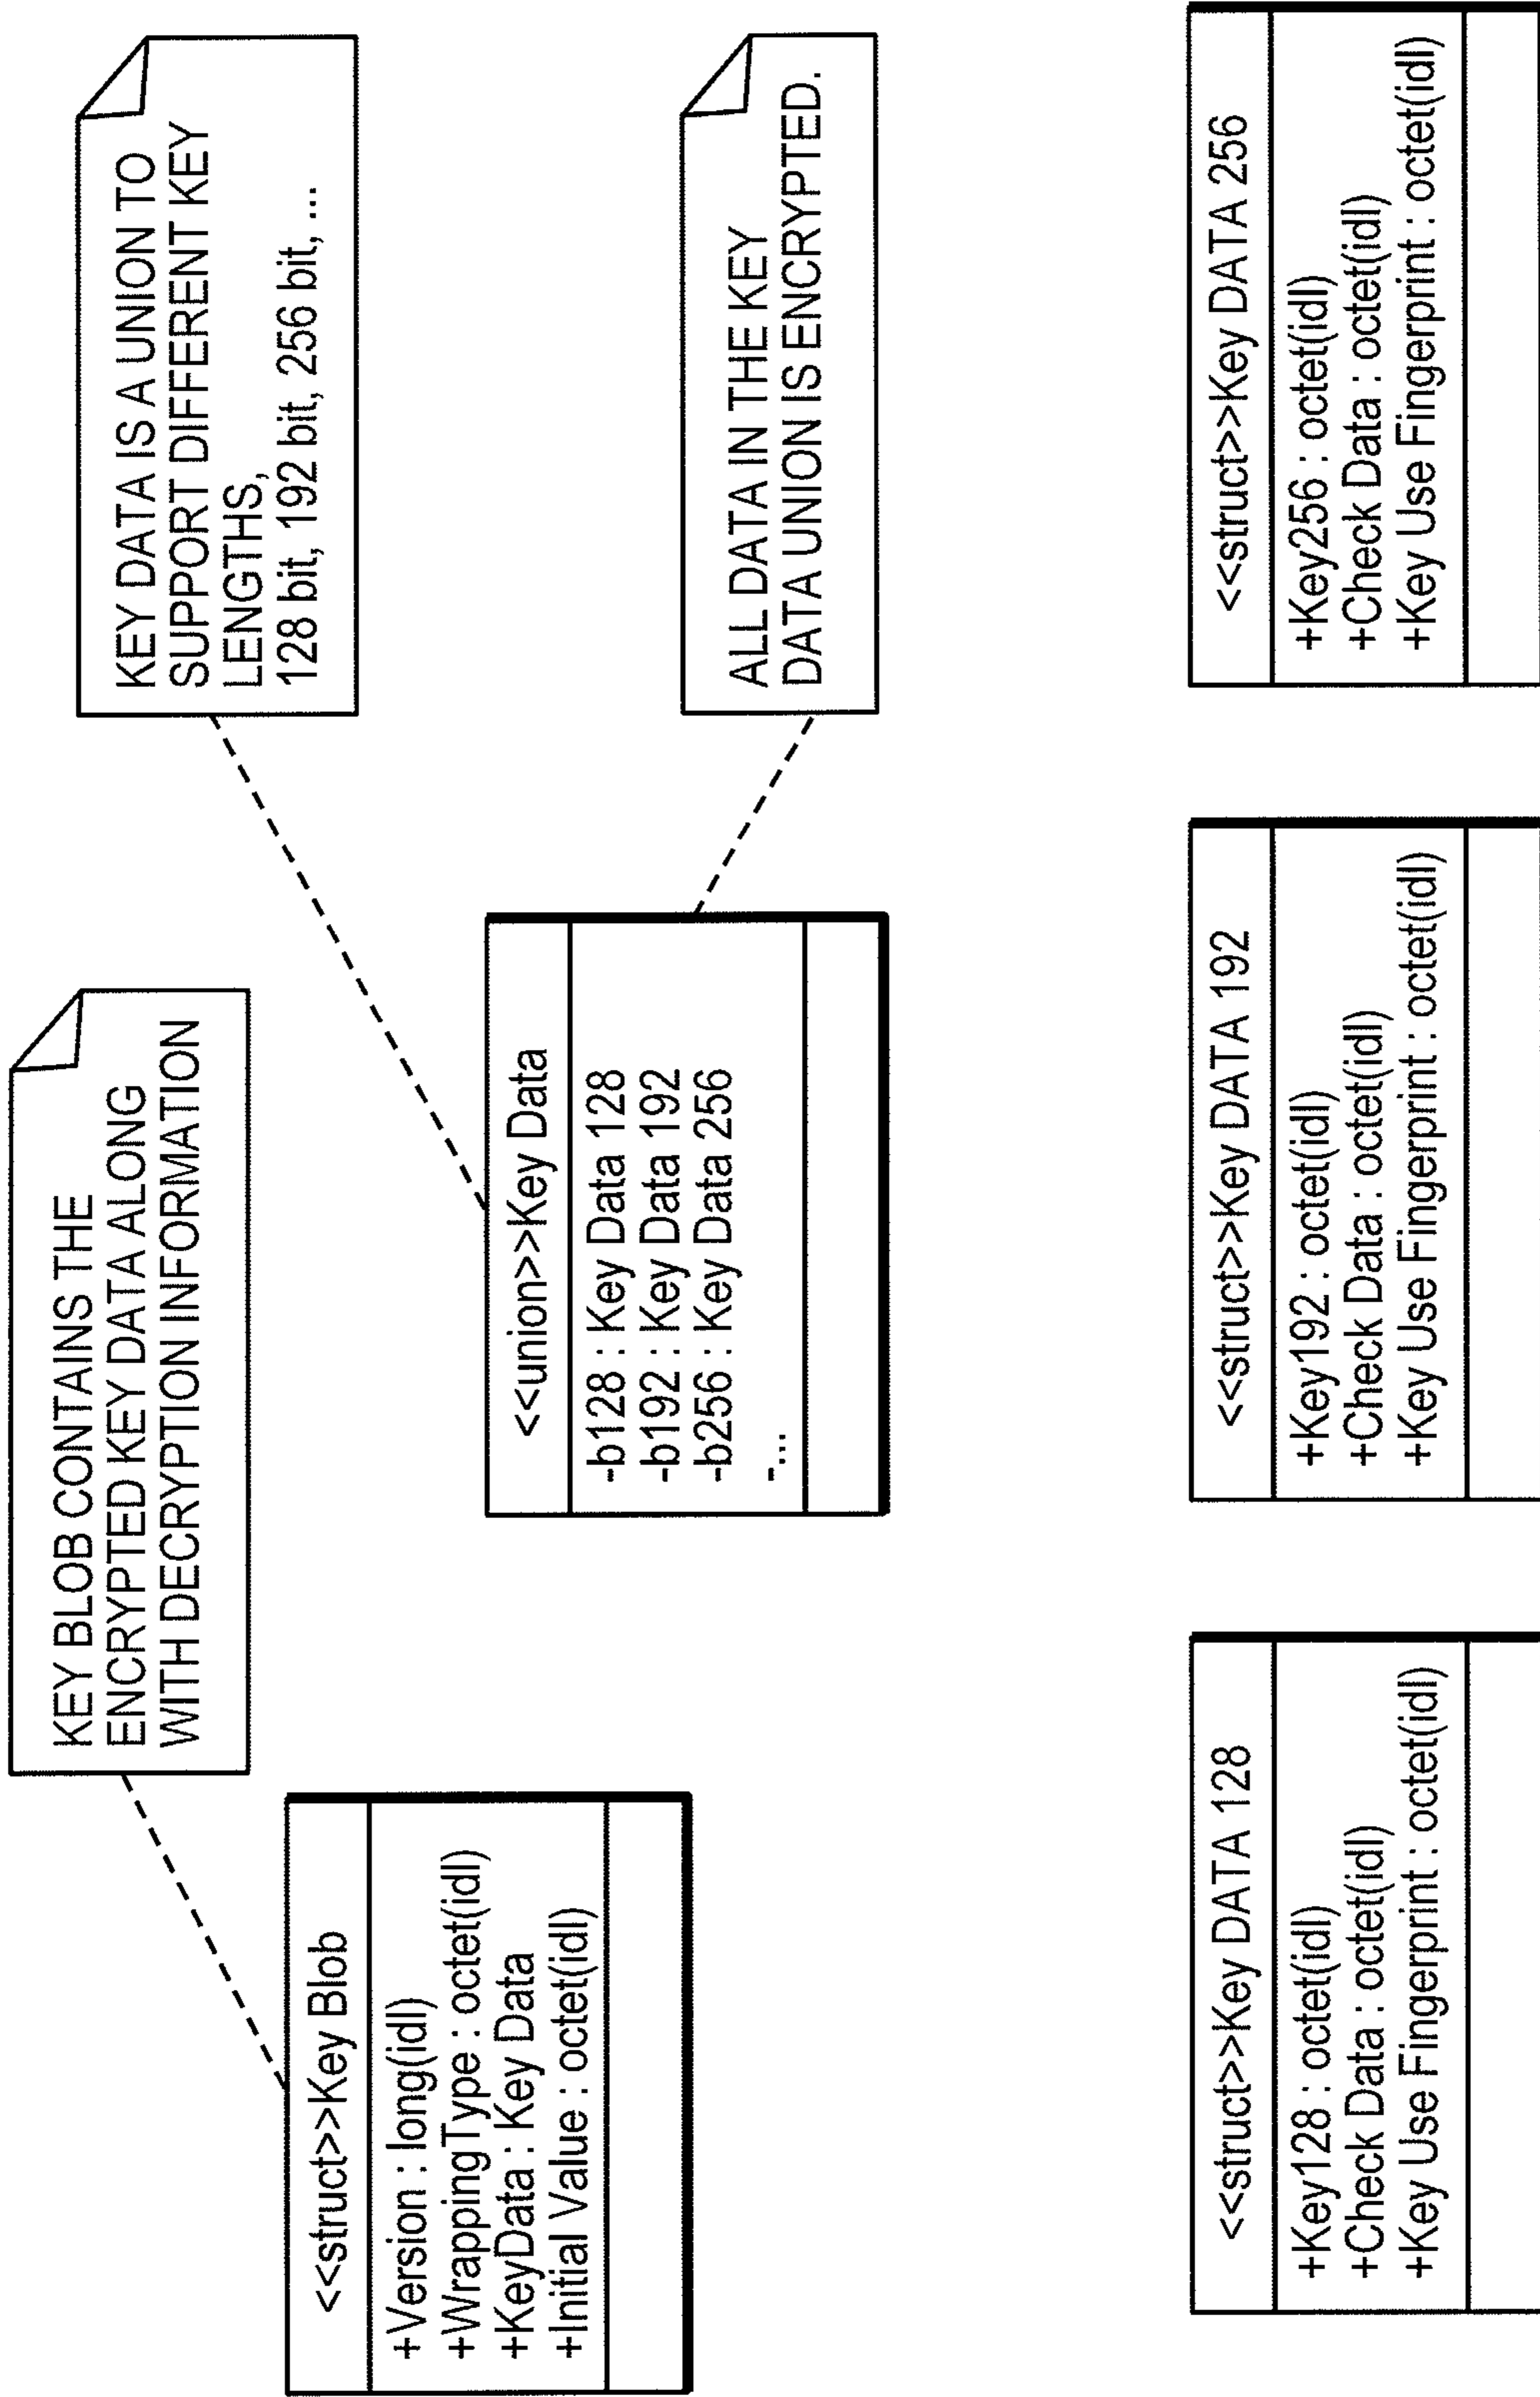 KEY BLOB CONTAINS THE
ENCRYPTED KEY DATA ALONG
WITH DECRYPTION INFORMATION
KEY DATA IS A UNION TO
SUPPORT DIFFERENT KEY
LENGTHS,
128 bit, 192 bit, 256 bit, ...
<<struct>>Key Blob
+Version : long(idl)
+WrappingType : octet(idl)
+KeyData : Key Data
+Initial Value : octet(idl)
<<union>>Key Data
-b128 : Key Data 128
-b192 : Key Data 192
-b256 : Key Data 256
-...
ALL DATA IN THE KEY
DATA UNION IS ENCRYPTED.
<<struct>>Key DATA 128
+Key128 : octet(idl)
+Check Data : octet(idl)
+Key Use Fingerprint : octet(idl)
<<struct>>Key DATA 192
+Key192 : octet(idl)
+Check Data : octet(idl)
+Key Use Fingerprint : octet(idl)
<<struct>>Key DATA 256
+Key256 : octet(idl)
+Check Data : octet(idl)
+Key Use Fingerprint : octet(idl)